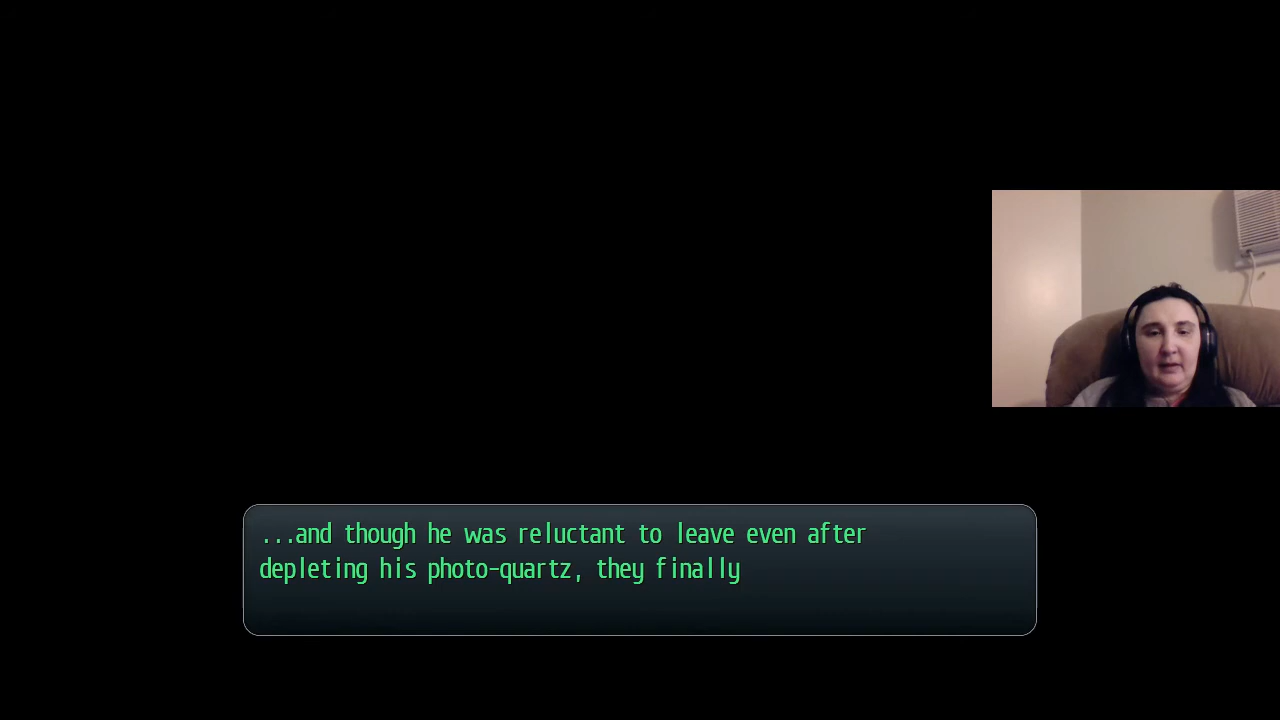 ...and though he was reluctant to leave even after
depleting his photo-quartz, they finally